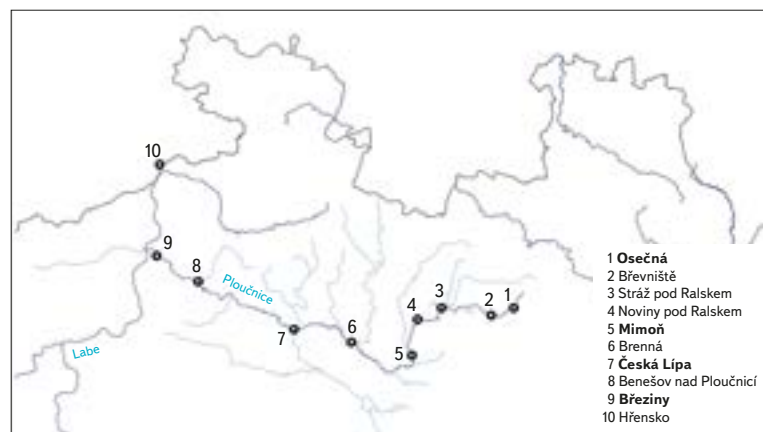 10
9
8
Ploučnice
7
6
5
4
3
2
1
Labe
1 Osečná
2 Břevniště
3 Stráž pod Ralskem
4 Noviny pod Ralskem
5 Mimoň
6 Brenná
7 Česká Lípa
8 Benešov nad Ploučnicí
9 Březiny
10 Hřensko